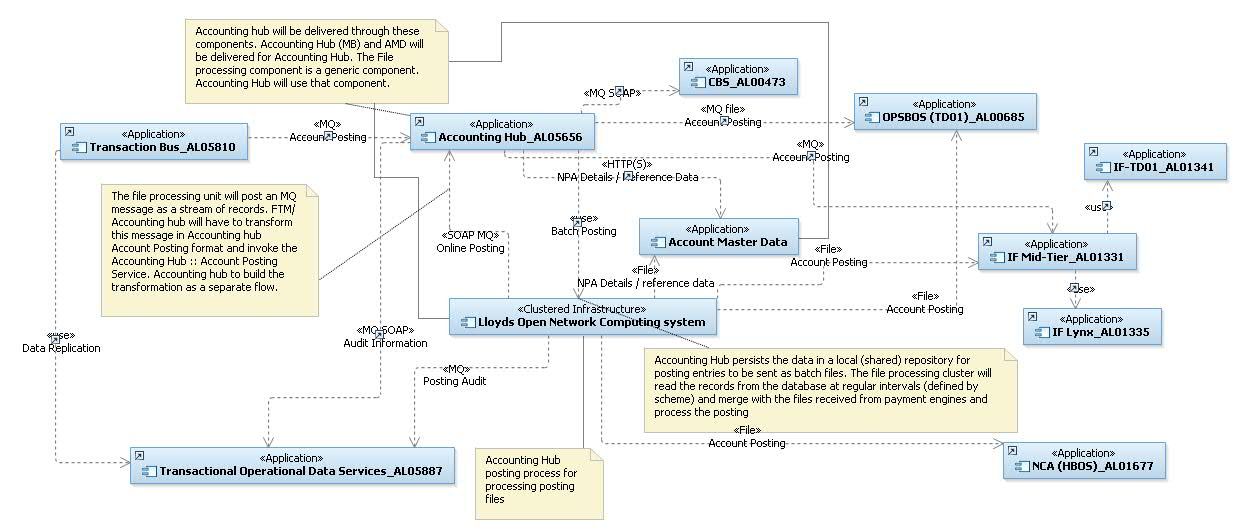 Accounting hub will be delivered through these
components. Accounting Hub (MB) and AMD will
be delivered for Accounting Hub. The File
processing component is a generic component.
Accounting Hub will use that component.
«Application»
CBS_AL00473
«MQ SOAP»
«MQ file»
Account Posting
«Application»
OPSBOS (TD01)_AL00685
«Application»
Transaction Bus_AL05810
«MQ»
Account Posting
«Application»
Accounting Hub_AL05656
«MQ»
Account Posting
«Application»
IF-TD01_AL01341
«HTTP(S)»
NPA Details / Reference Data
The file processing unit will post an MQ
message as a stream of records. FTM/
Accounting hub will have to transform
this message in Accounting hub
Account Posting format and invoke the
Accounting Hub :: Account Posting
Service. Accounting hub to build the
transformation as a separate flow.
«use»
«use»
Batch Posting
«SOAP MQ»
Online Posting
«Application»
Account Master Data
«File»
Account Posting
«Application»
IF Mid-Tier_AL01331
«File»
NPA Details / reference data
«use»
«File»
Account Posting
«Clustered Infrastructure»
Lloyds Open Network Computing system
«Application»
IF Lynx_AL01335
«use»
Data Replication
«MQ SOAP»
Audit Information
«MQ»
Posting Audit
Accounting Hub persists the data in a local (shared) repository for
posting entries to be sent as batch files. The file processing cluster will
read the records from the database at regular intervals (defined by
scheme) and merge with the files received from payment engines and
process the posting
«File»
Account Posting
«Application»
Transactional Operational Data Services_AL05887
Accounting Hub
posting process for
processing posting
files
«Application»
NCA (HBOS)_AL01677